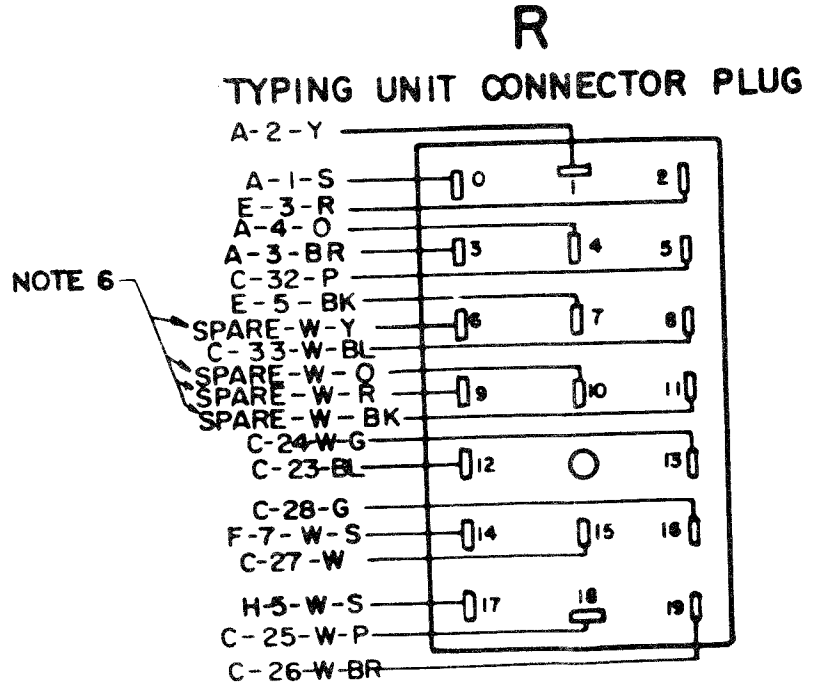 R
TYPING UNIT CONNECTOR PLUG
A-2-Y
A-1-S 0 1 2
E-3-R
A-4-O
A-3-BR 3 4 5
C-32-P
NOTE 6
E-5-BK
SPARE-W-Y 6 7 8
C-33-W-BL
SPARE-W-O
SPARE-W-R 9 10 11
SPARE-W-BK
C-24-W-G
C-23-BL 12 13
C-28-G
F-7-W-S 14 15 16
C-27-W
H-5-W-S 17 18 19
C-25-W-P
C-26-W-BR